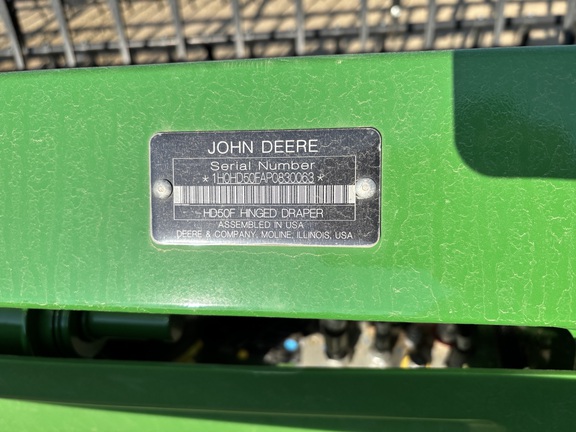 JOHN DEERE
Serial Number
*1H0HD50FAP0830063*
HD50F HINGED DRAPER
ASSEMBLED IN USA
DEERE & COMPANY, MOLINE, ILLINOIS, USA